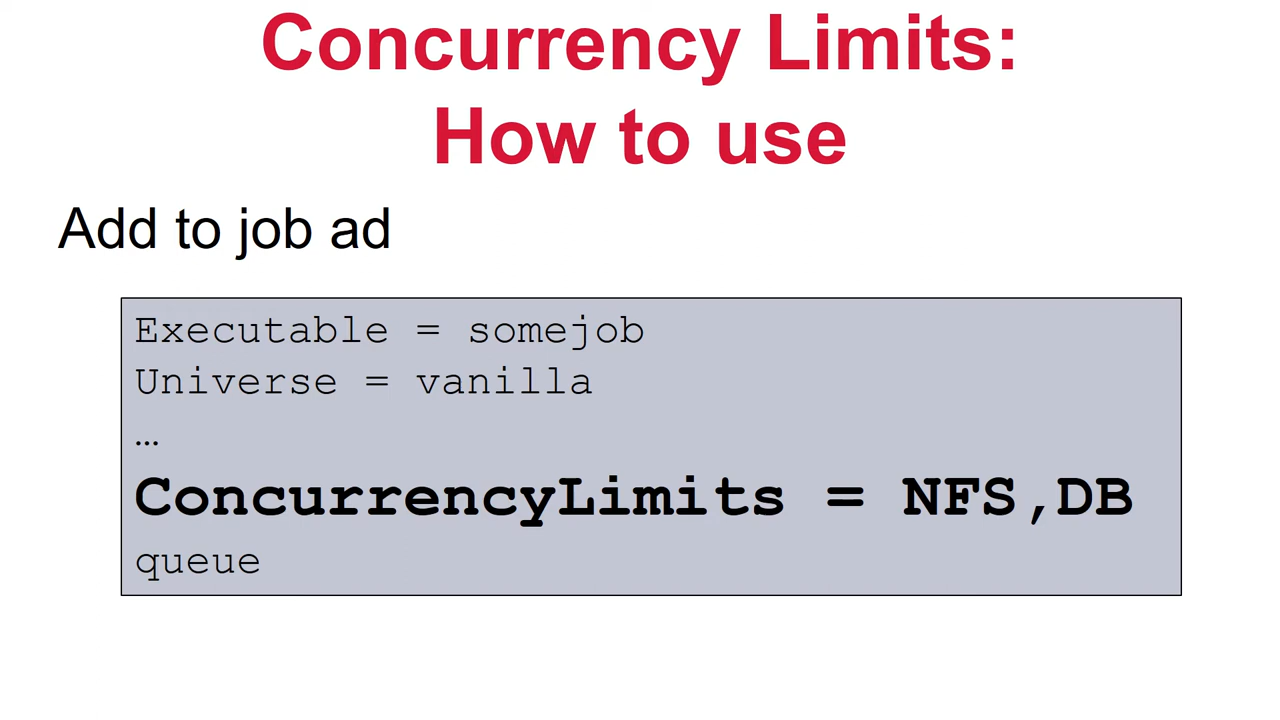 Concurrency Limits:
How to use
Add to job ad
Executable = somejob
Universe = vanilla
…
ConcurrencyLimits = NFS,DB
queue